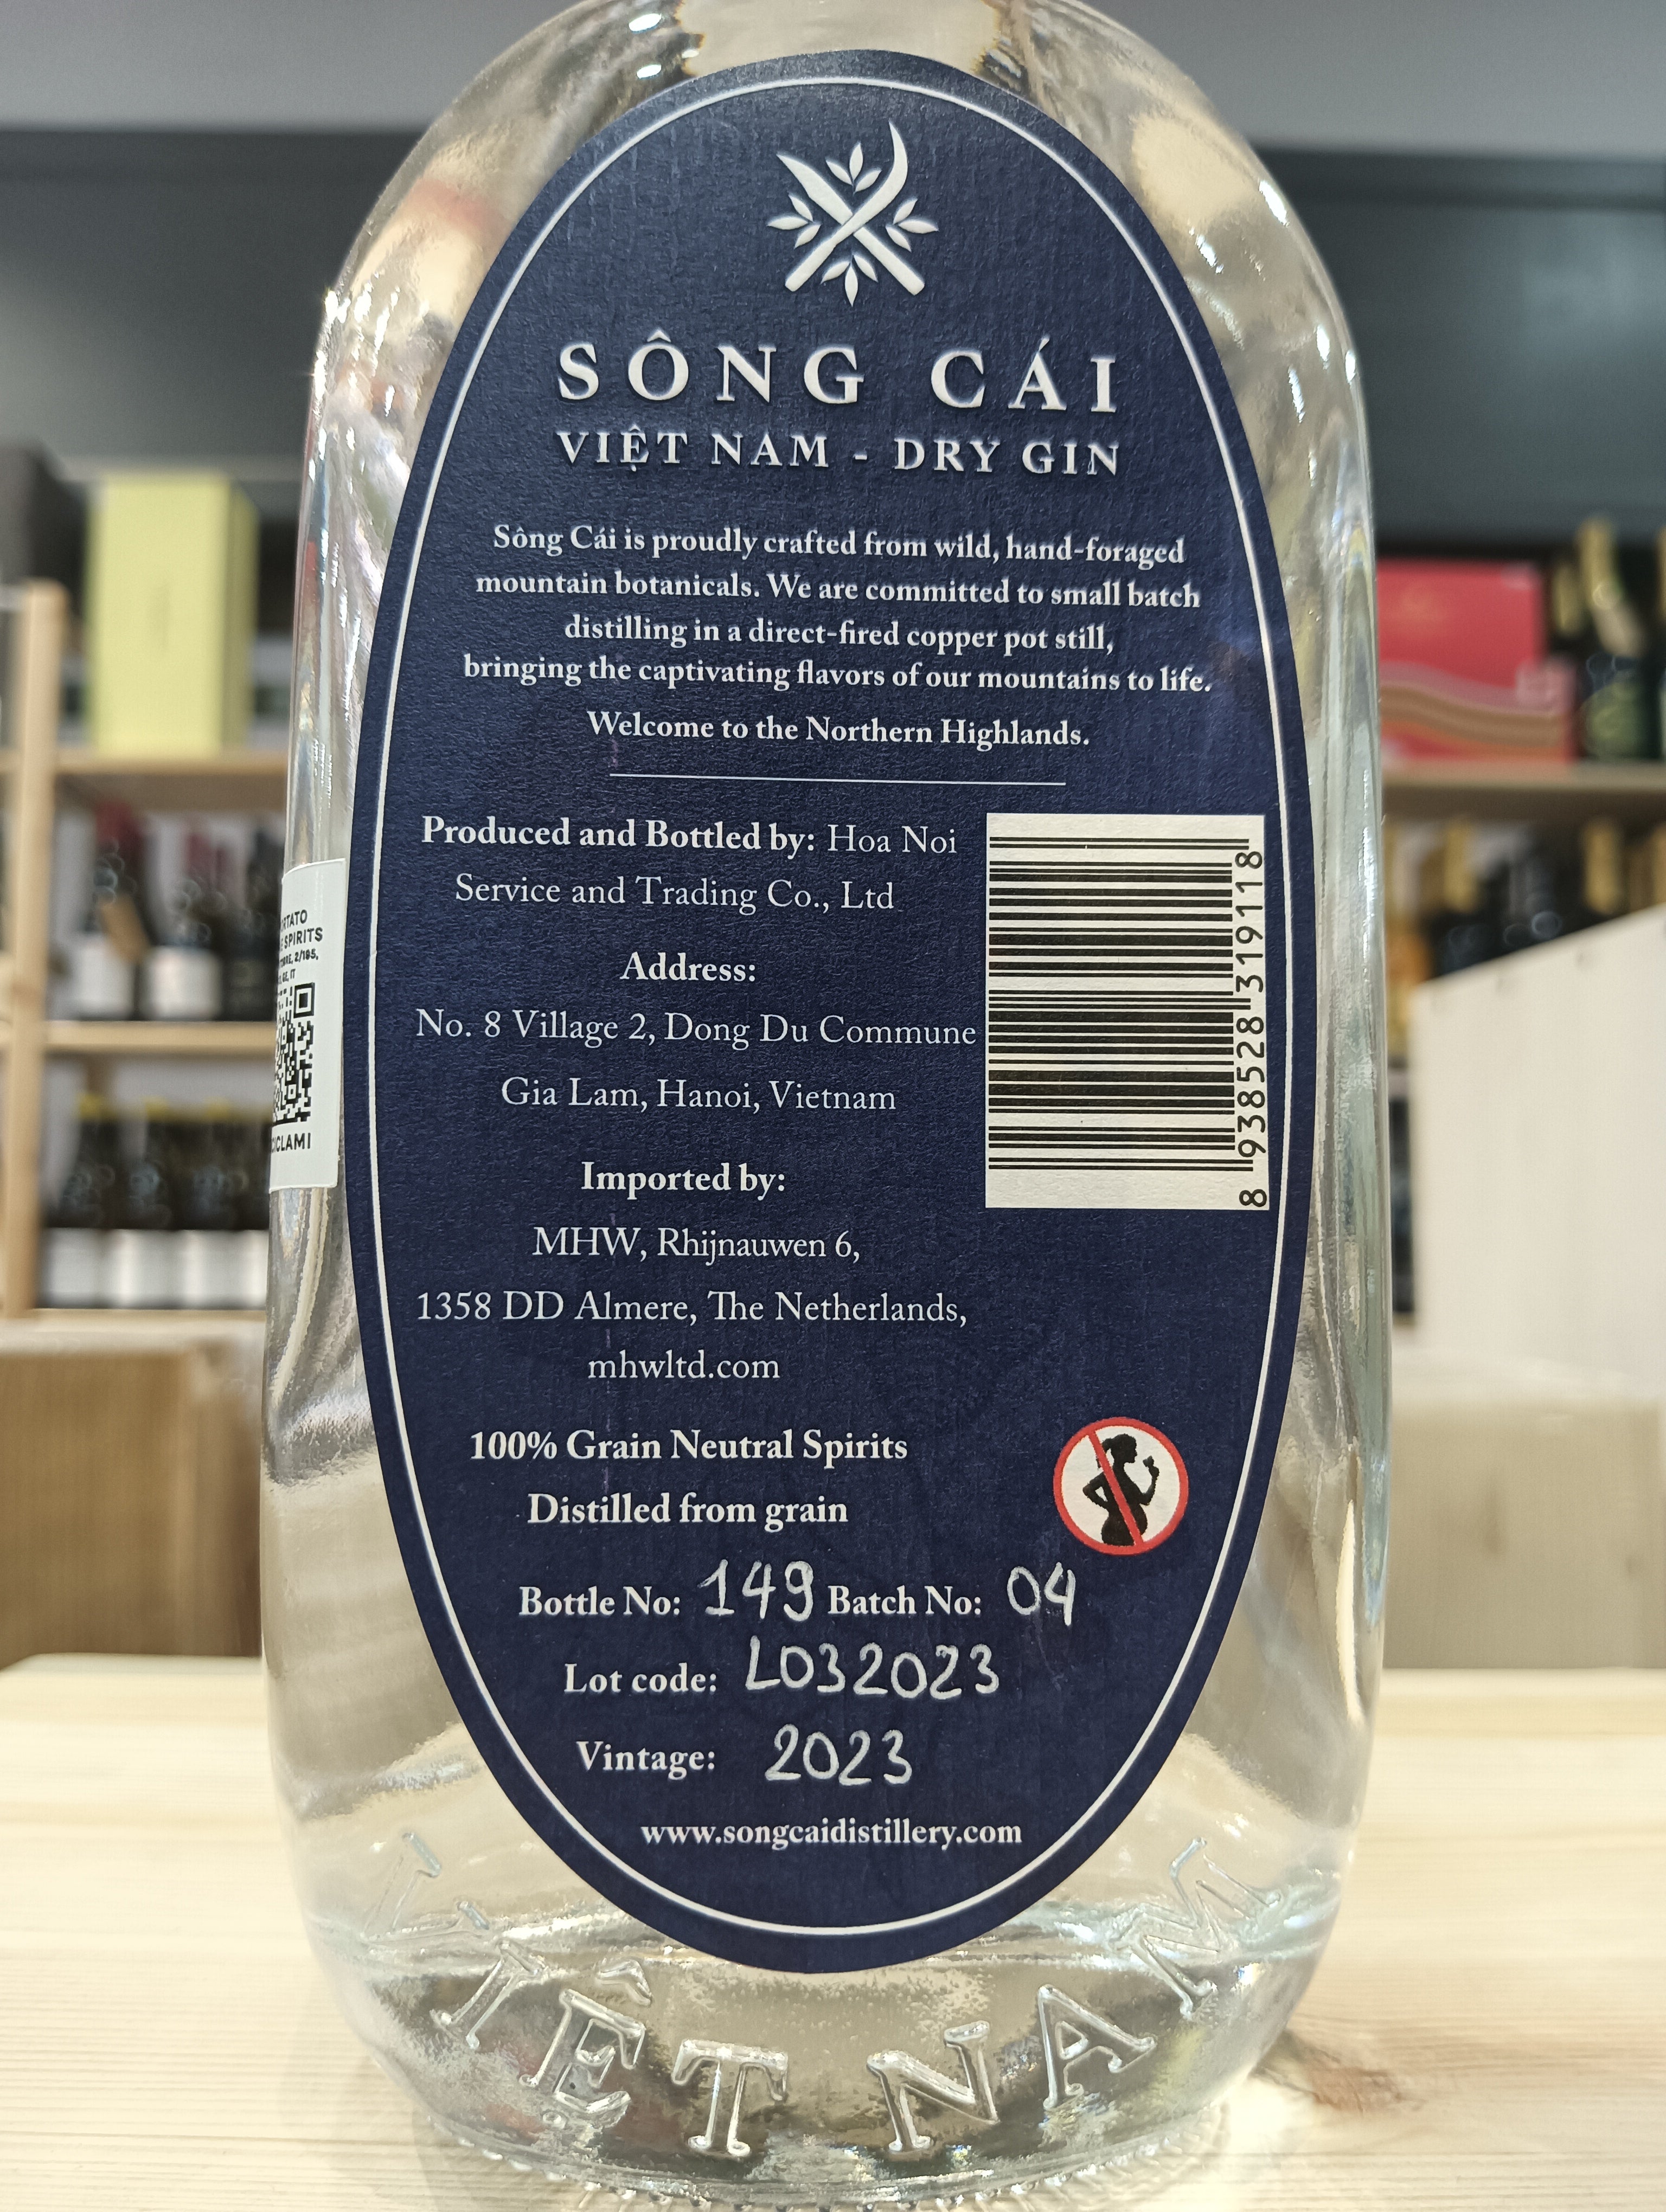 SÔNG CÁI
VIỆT NAM - DRY GIN
Sông Cái is proudly crafted from wild, hand-foraged
mountain botanicals. We are committed to small batch
distilling in a direct-fired copper pot still,
bringing the captivating flavors of our mountains to life.
Welcome to the Northern Highlands.
Produced and Bottled by: Hoa Noi
Service and Trading Co., Ltd
Address:
No. 8 Village 2, Dong Du Commune
Gia Lam, Hanoi, Vietnam
8 938528 319118
Imported by:
MHW, Rhijnauwen 6,
1358 DD Almere, The Netherlands,
mhwltd.com
100% Grain Neutral Spirits
Distilled from grain
Bottle No: 149 Batch No: 04
Lot code: L032023
Vintage: 2023
www.songcaidistillery.com
VIỆT NAM
SPIRITS
2/185,
IT